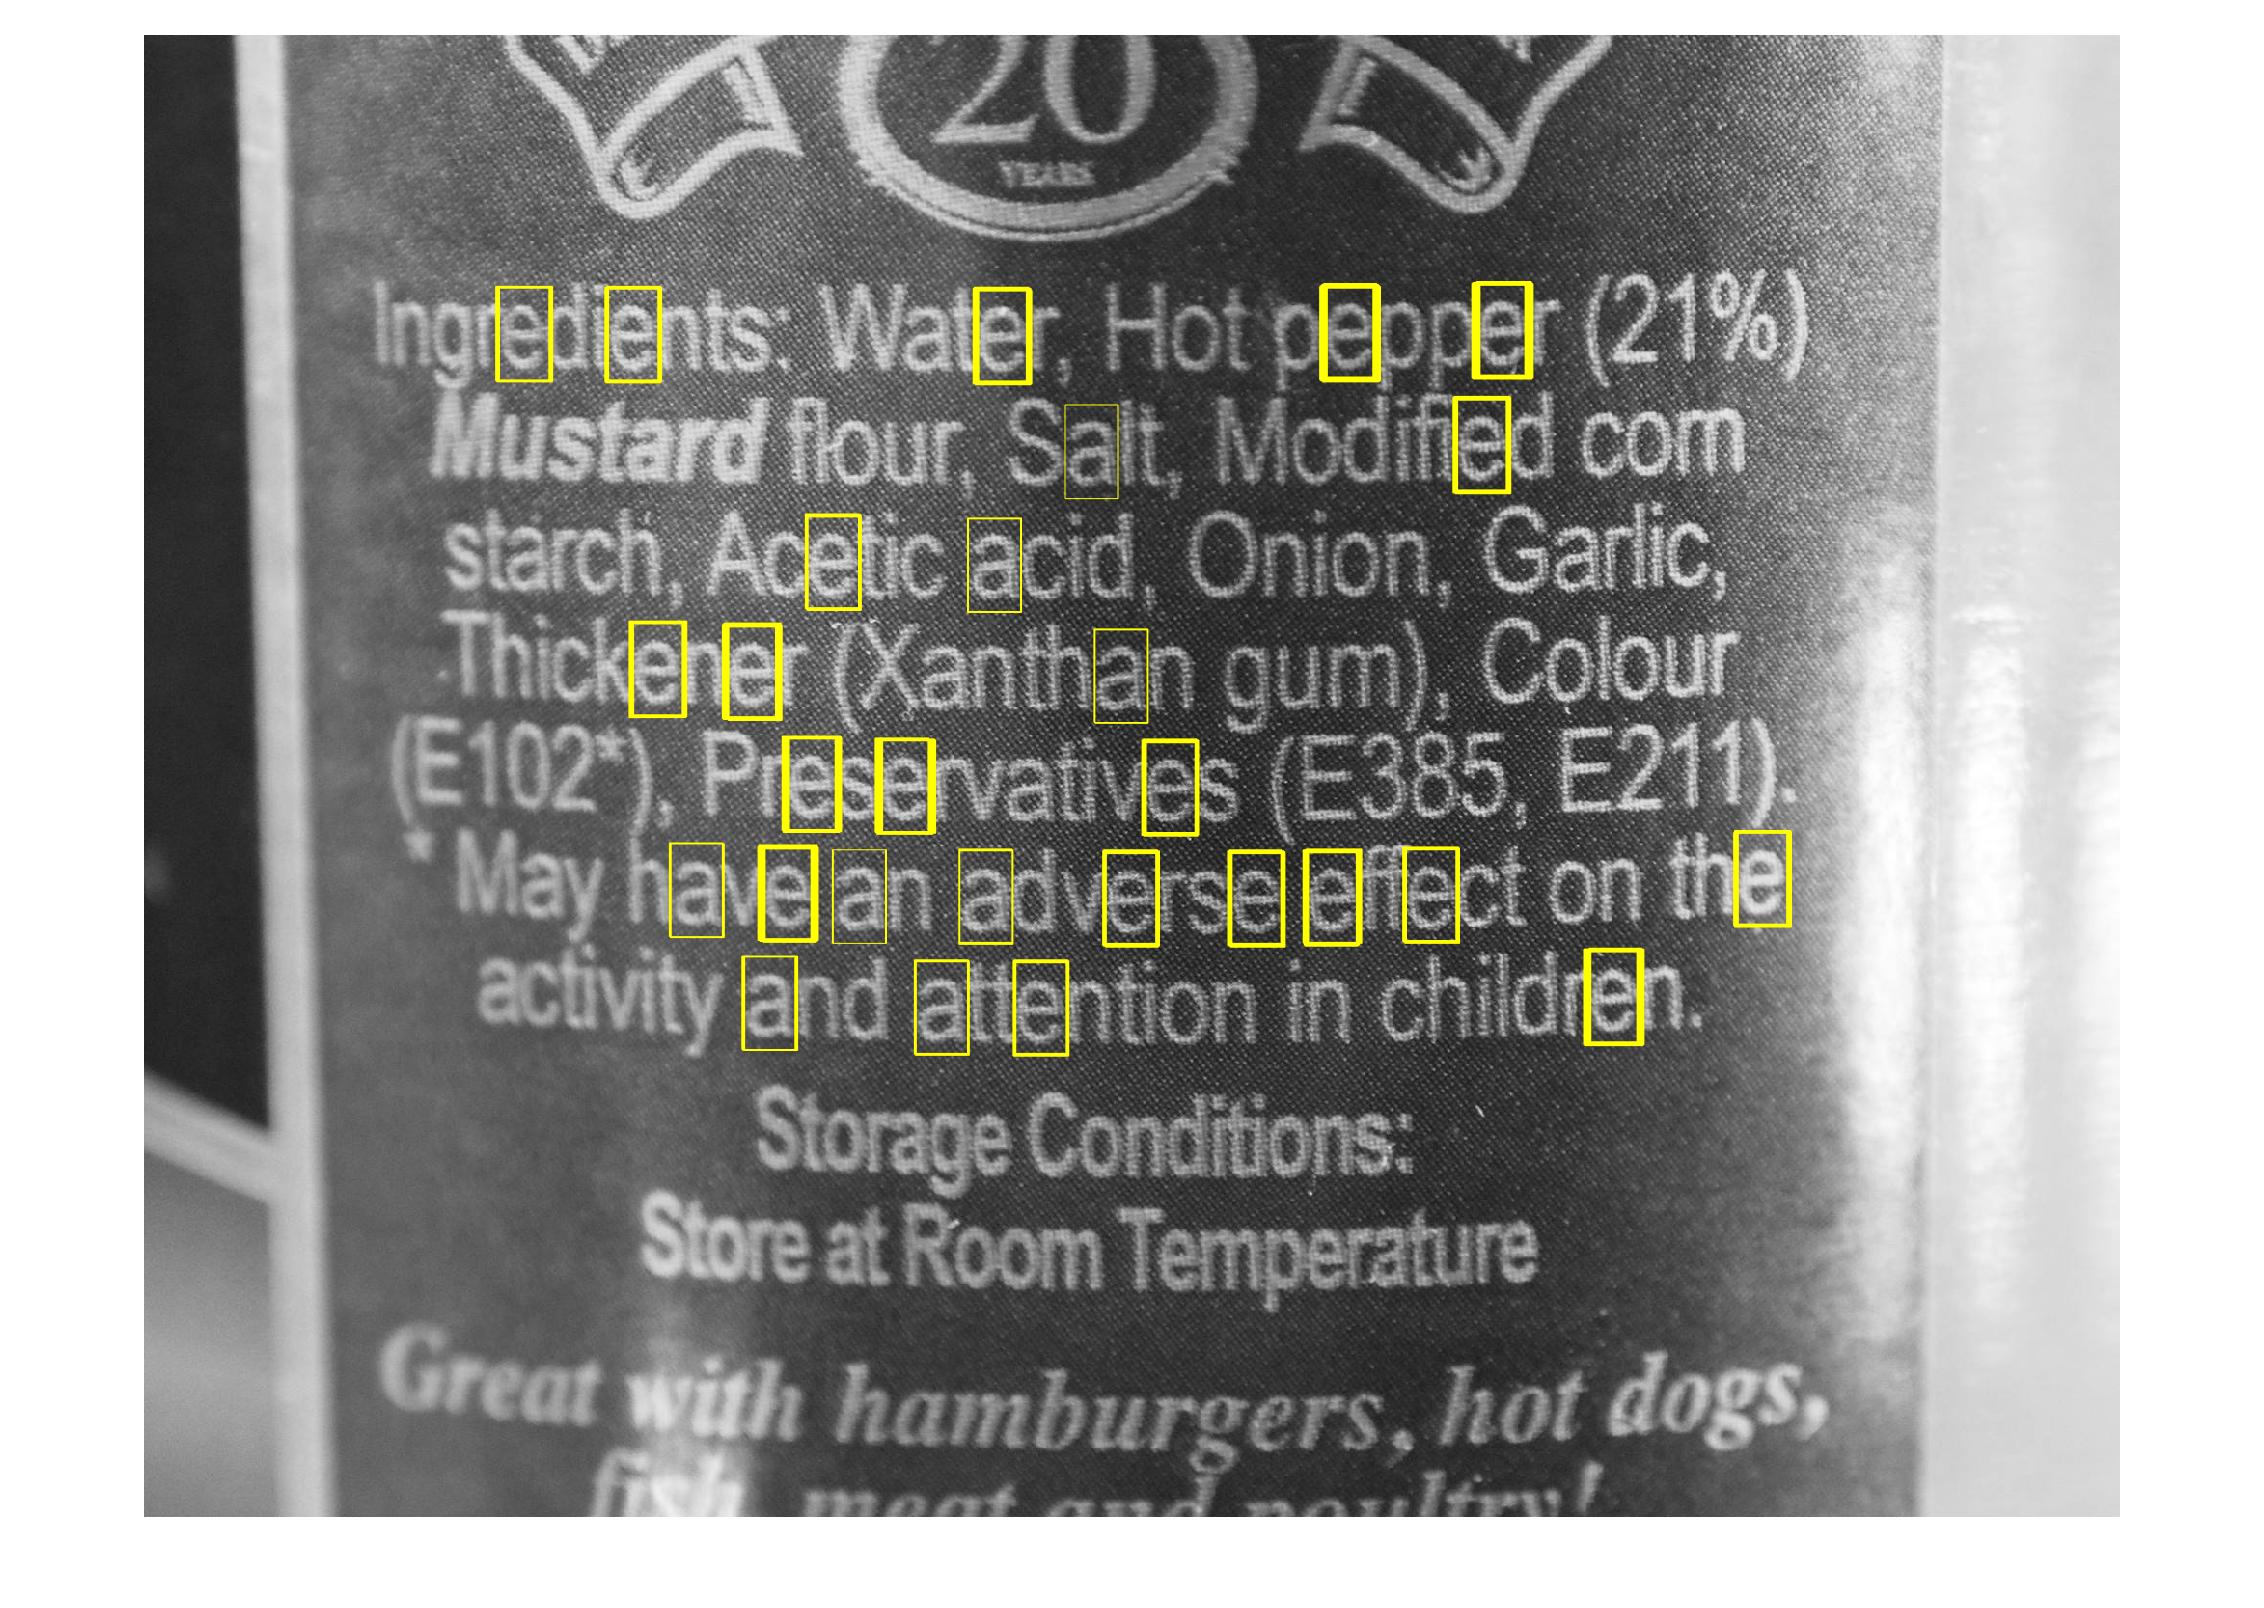 20
YEARS
Ingredients: Water, Hot pepper (21%)
Mustard flour, Salt, Modified corn
starch, Acetic acid, Onion, Garlic,
Thickener (Xanthan gum), Colour
(E102*), Preservatives (E385, E211).
* May have an adverse effect on the
activity and attention in children.
Storage Conditions:
Store at Room Temperature
Great with hamburgers, hot dogs,
fish, meat and poultry!